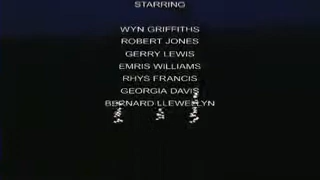 STARRING
WYN GRIFFITHS
ROBERT JONES
GERRY LEWIS
EMRIS WILLIAMS
RHYS FRANCIS
GEORGIA DAVIS
BERNARD LLEWELLYN